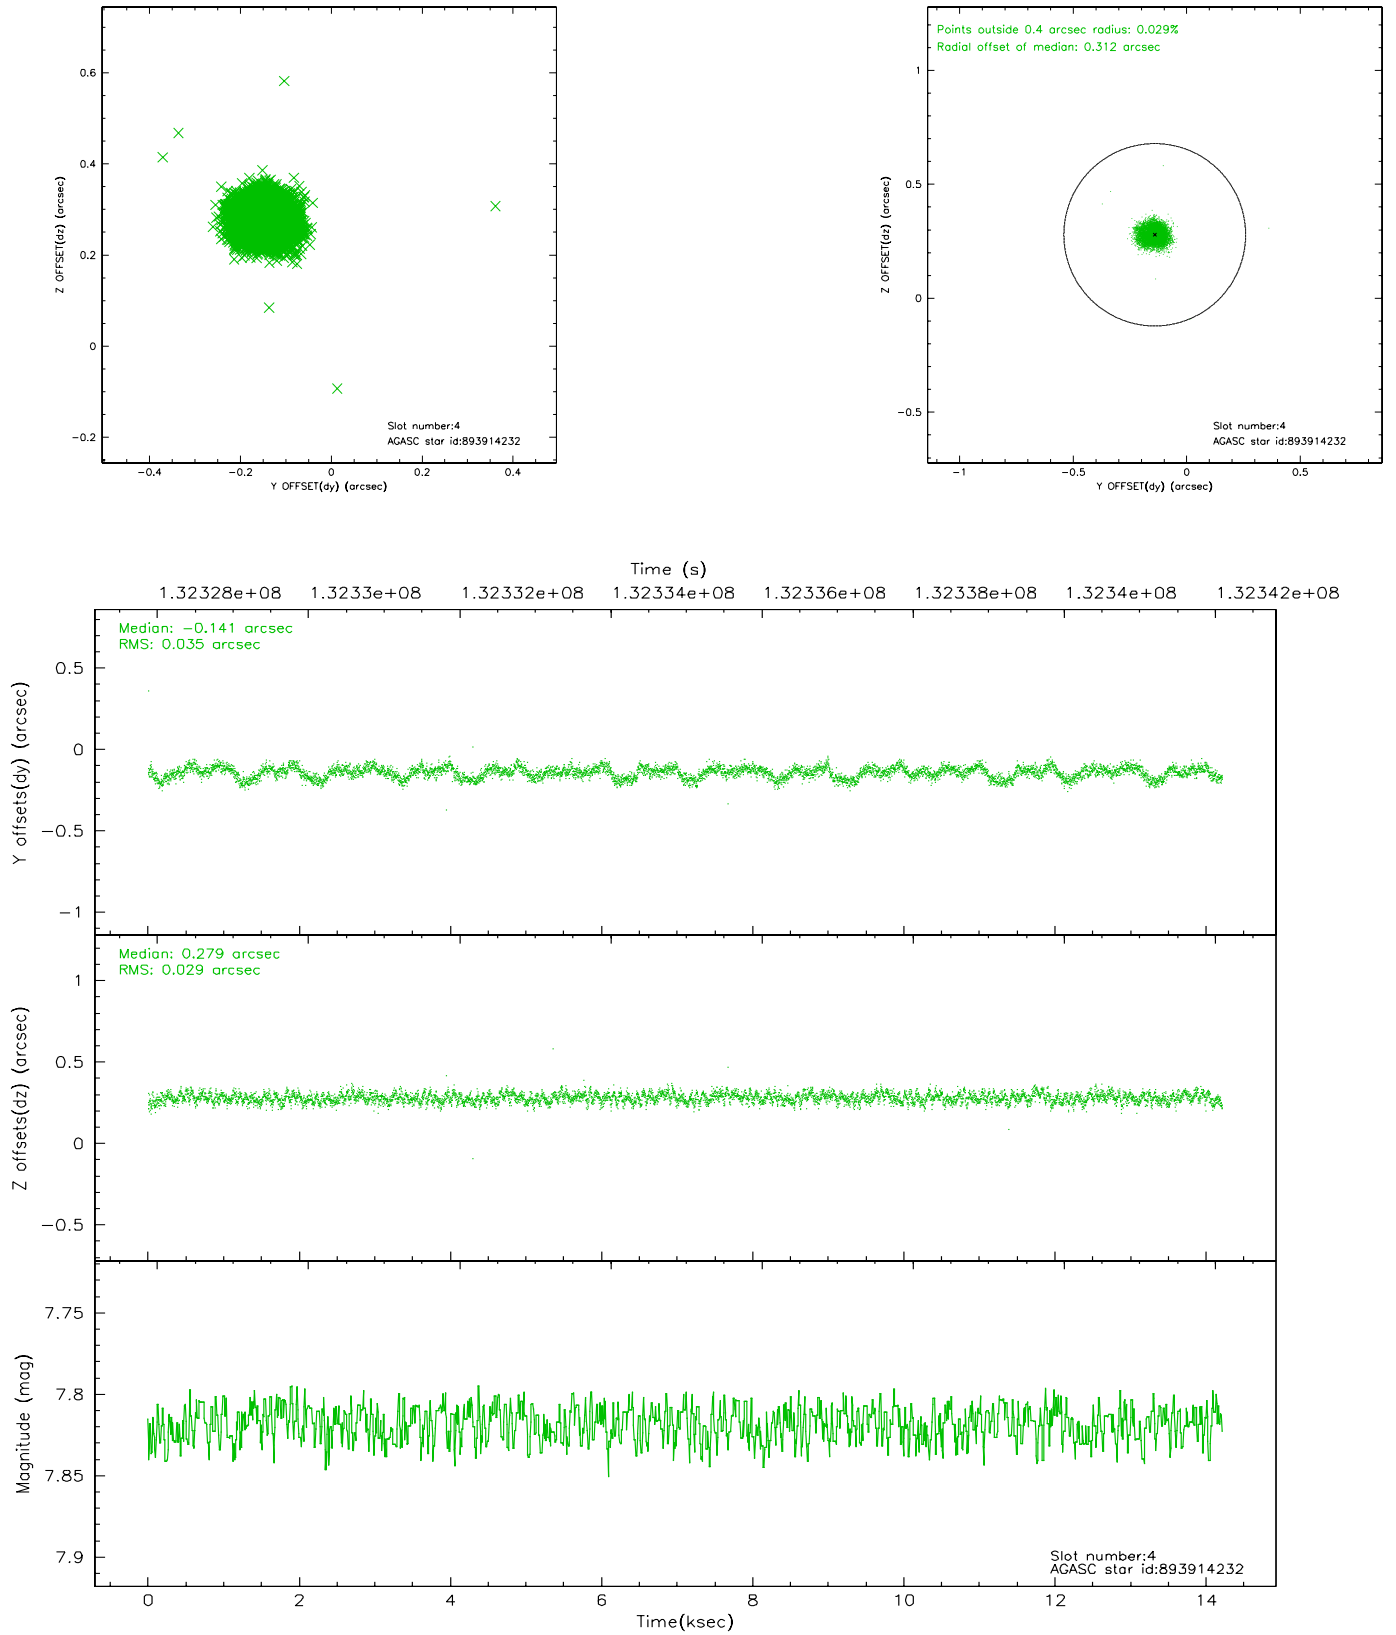 0.6
0.4
0.2
0
−0.2
Z OFFSET(dz) (arcsec)
Slot number:4
AGASC star id:893914232
−0.4 −0.2 0 0.2 0.4
Y OFFSET(dy) (arcsec)
Points outside 0.4 arcsec radius: 0.029%
Radial offset of median: 0.312 arcsec
1
0.5
0
−0.5
Z OFFSET(dz) (arcsec)
Slot number:4
AGASC star id:893914232
−1 −0.5 0 0.5
Y OFFSET(dy) (arcsec)
Time (s)
1.32328e+08 1.3233e+08 1.32332e+08 1.32334e+08 1.32336e+08 1.32338e+08 1.3234e+08 1.32342e+08
Median: −0.141 arcsec
RMS: 0.035 arcsec
0.5
0
−0.5
−1
Y offsets(dy) (arcsec)
Median: 0.279 arcsec
RMS: 0.029 arcsec
1
0.5
0
−0.5
Z offsets(dz) (arcsec)
7.75
7.8
7.85
7.9
Magnitude (mag)
Slot number:4
AGASC star id:893914232
0 2 4 6 8 10 12 14
Time(ksec)